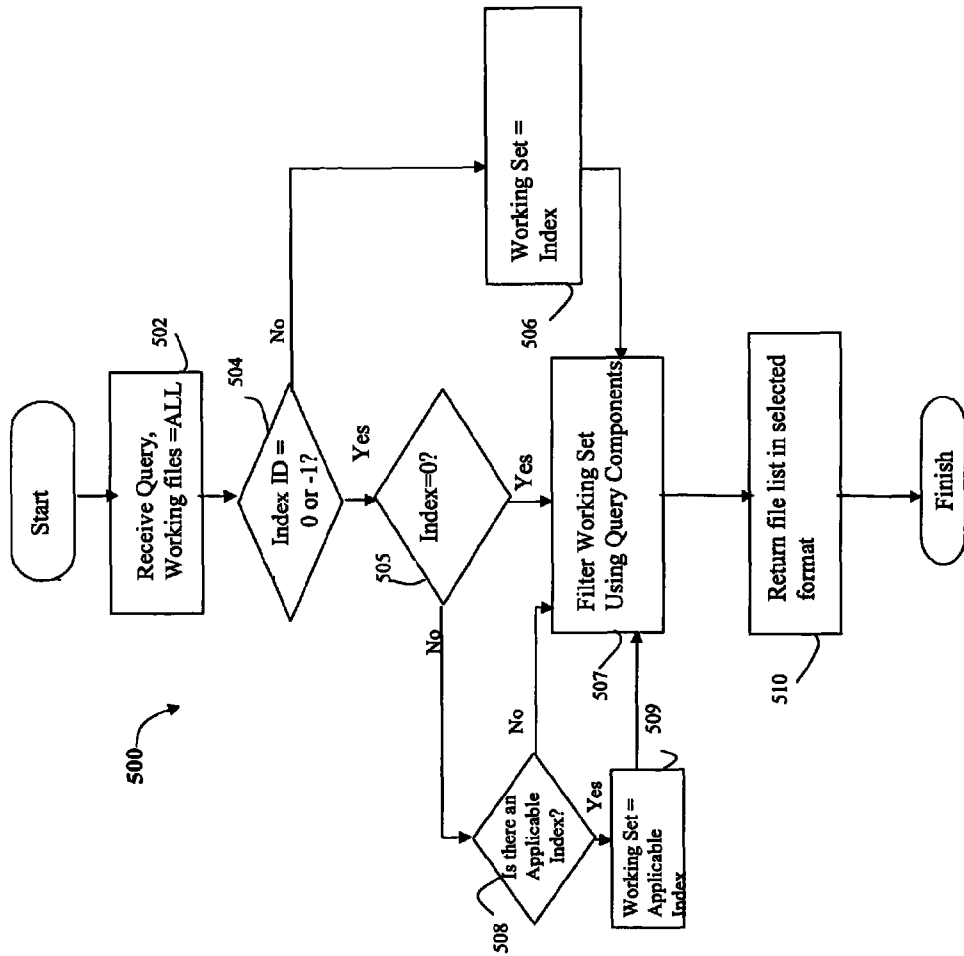 Start
502
Receive Query,
Working files =ALL
504
Index ID =
0 or -1?
No
Yes
505
Index=0?
No
Yes
506
Working Set =
Index
500
508
Is there an
Applicable
Index?
No
Yes
509
Working Set =
Applicable
Index
507
Filter Working Set
Using Query Components
510
Return file list in selected
format
Finish